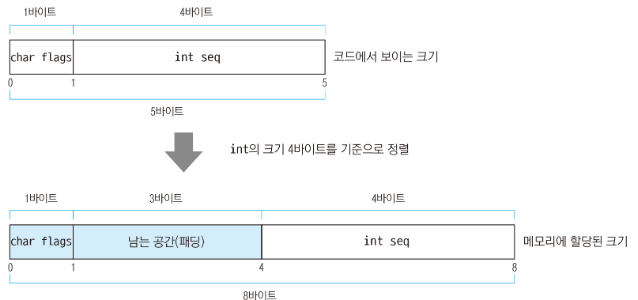 1바이트 4바이트
char flags int seq 코드에서 보이는 크기
0 1 5
5바이트
int의 크기 4바이트를 기준으로 정렬
1바이트 3바이트 4바이트
char flags 남는 공간(패딩) int seq 메모리에 할당된 크기
0 1 4 8
8바이트